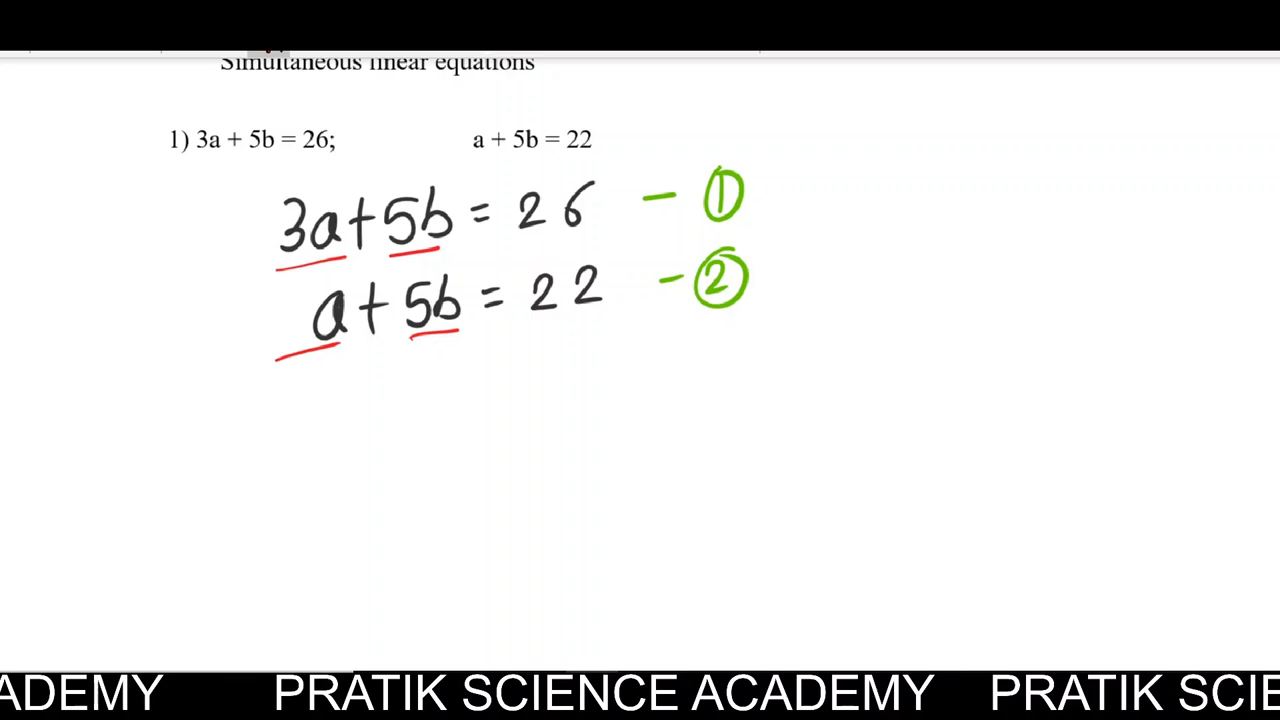 Simultaneous linear equations
1) 3a + 5b = 26; a + 5b = 22
3a + 5b = 26 - ①
a + 5b = 22 - ②
ADEMY PRATIK SCIENCE ACADEMY PRATIK SCIE